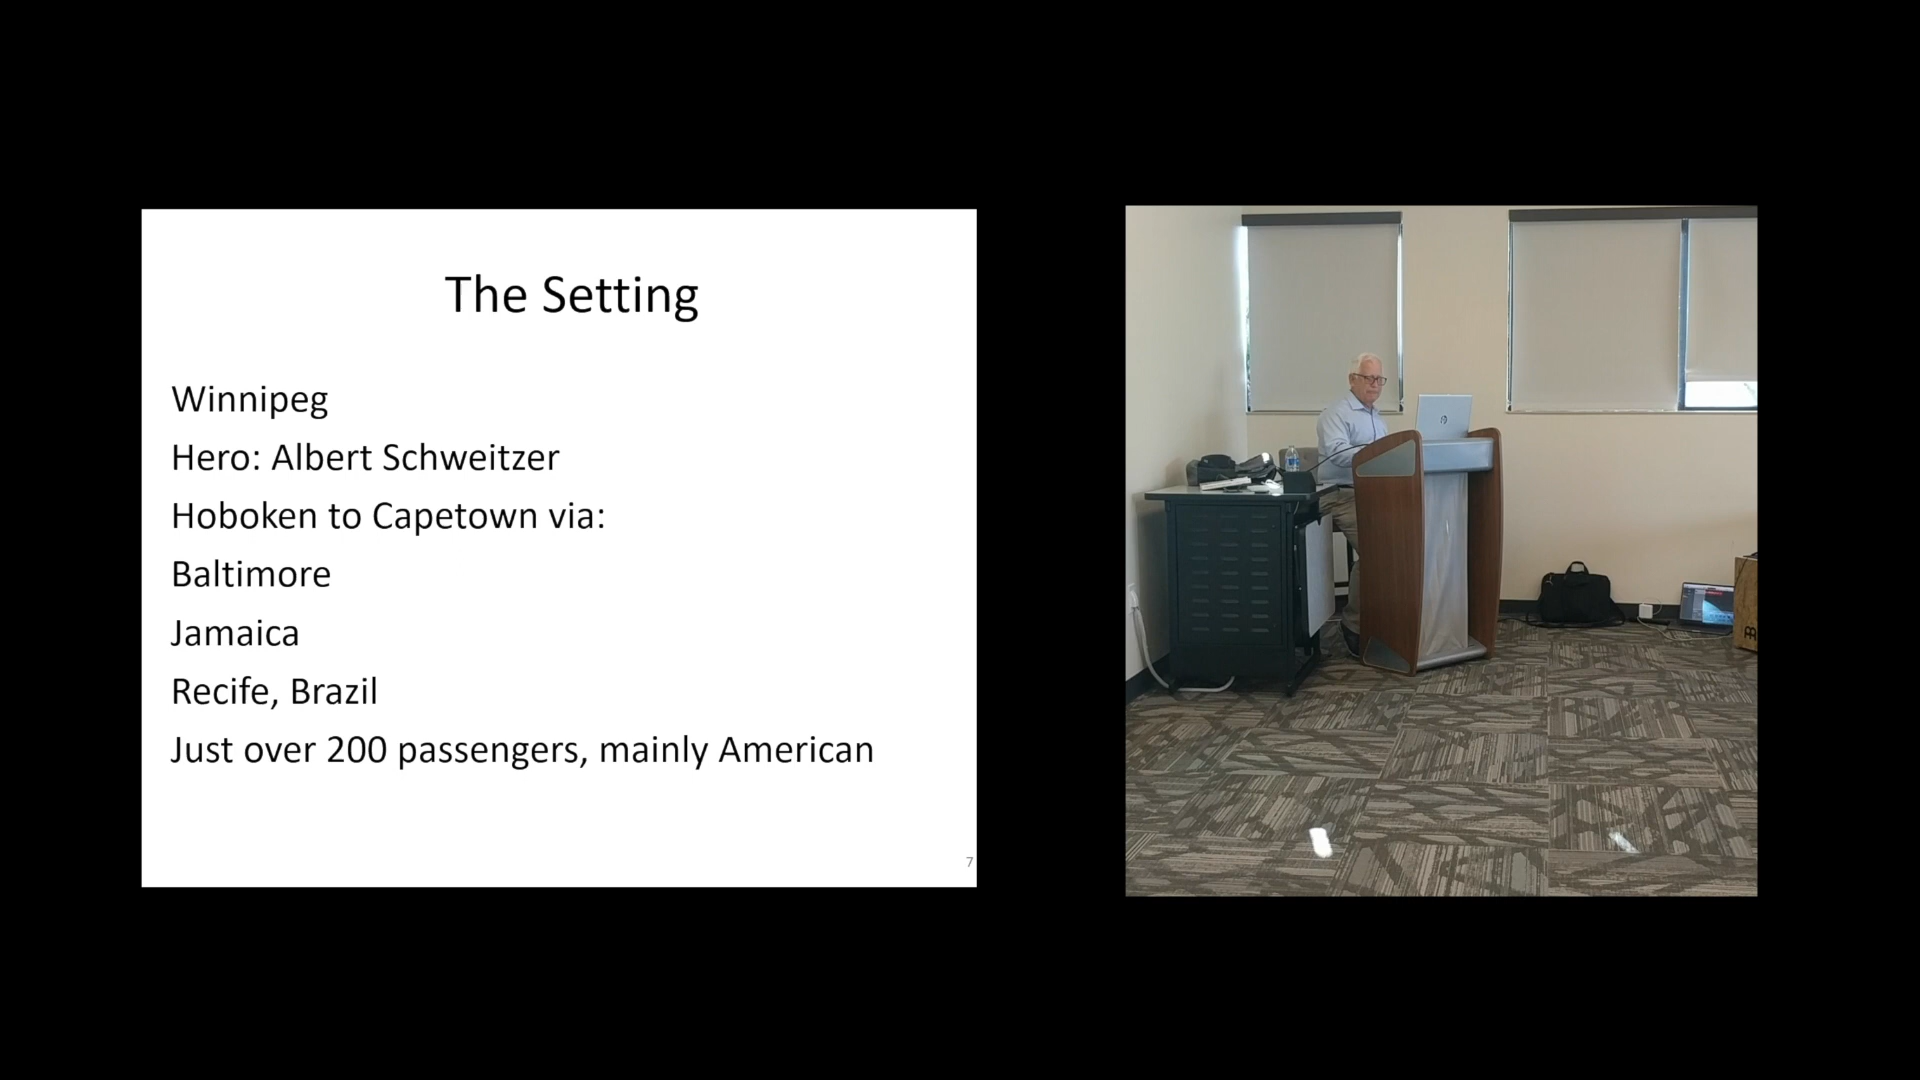 The Setting
Winnipeg
Hero: Albert Schweitzer
Hoboken to Capetown via:
Baltimore
Jamaica
Recife, Brazil
Just over 200 passengers, mainly American
7
hp